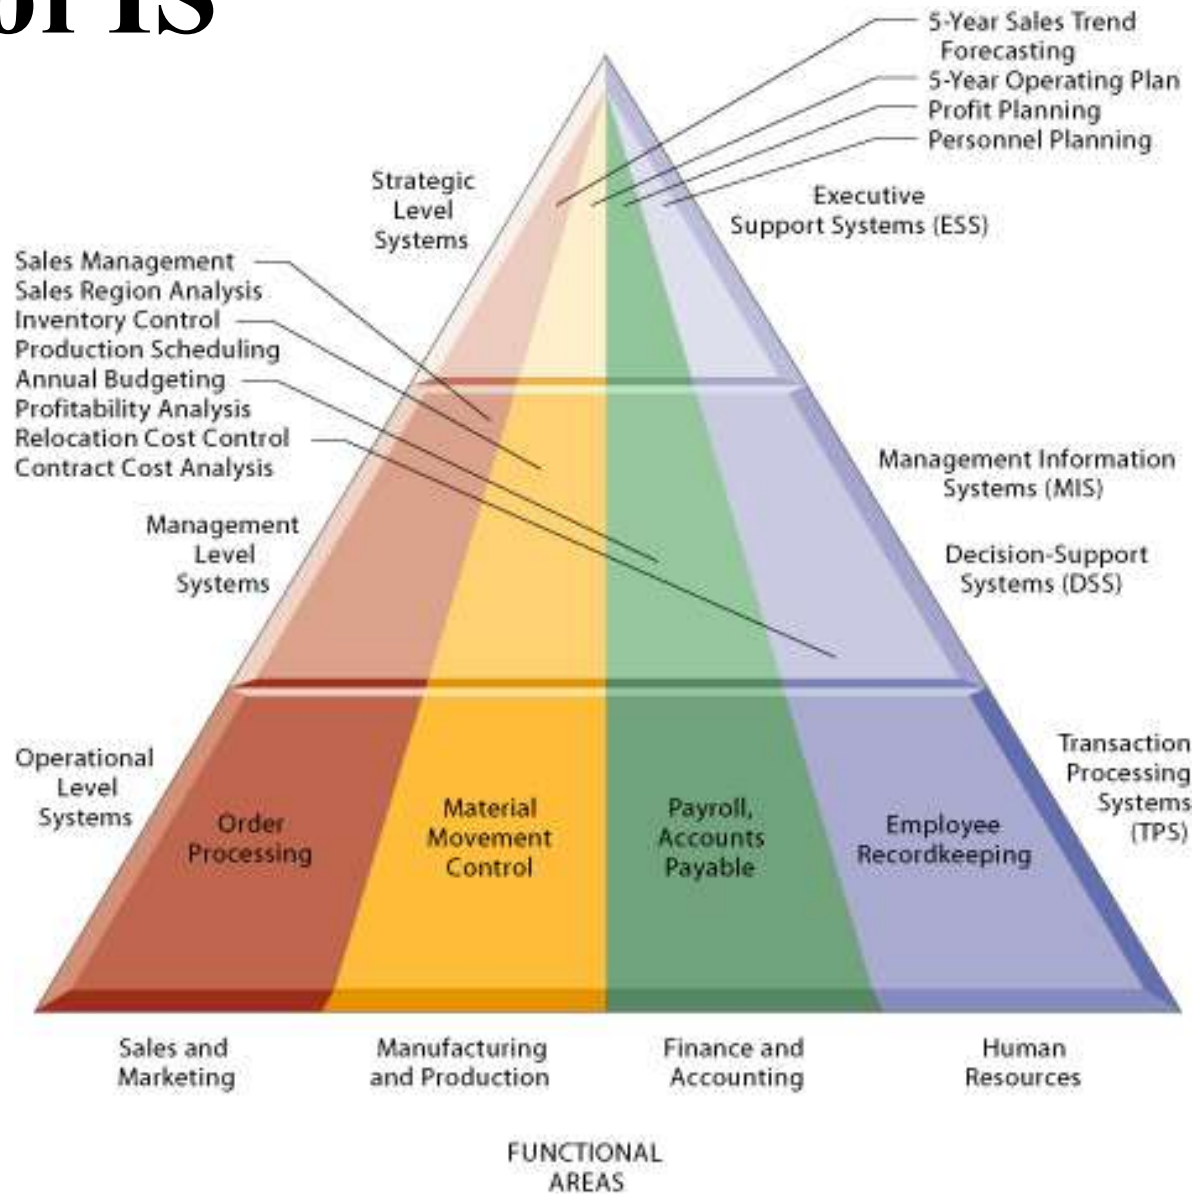 of IS
5-Year Sales Trend
Forecasting
5-Year Operating Plan
Profit Planning
Personnel Planning
Strategic
Level
Systems
Executive
Support Systems (ESS)
Sales Management
Sales Region Analysis
Inventory Control
Production Scheduling
Annual Budgeting
Profitability Analysis
Relocation Cost Control
Contract Cost Analysis
Management Information
Systems (MIS)
Management
Level
Systems
Decision-Support
Systems (DSS)
Operational
Level
Systems
Transaction
Processing
Systems
(TPS)
Order
Processing
Material
Movement
Control
Payroll,
Accounts
Payable
Employee
Recordkeeping
Sales and
Marketing
Manufacturing
and Production
Finance and
Accounting
Human
Resources
FUNCTIONAL
AREAS